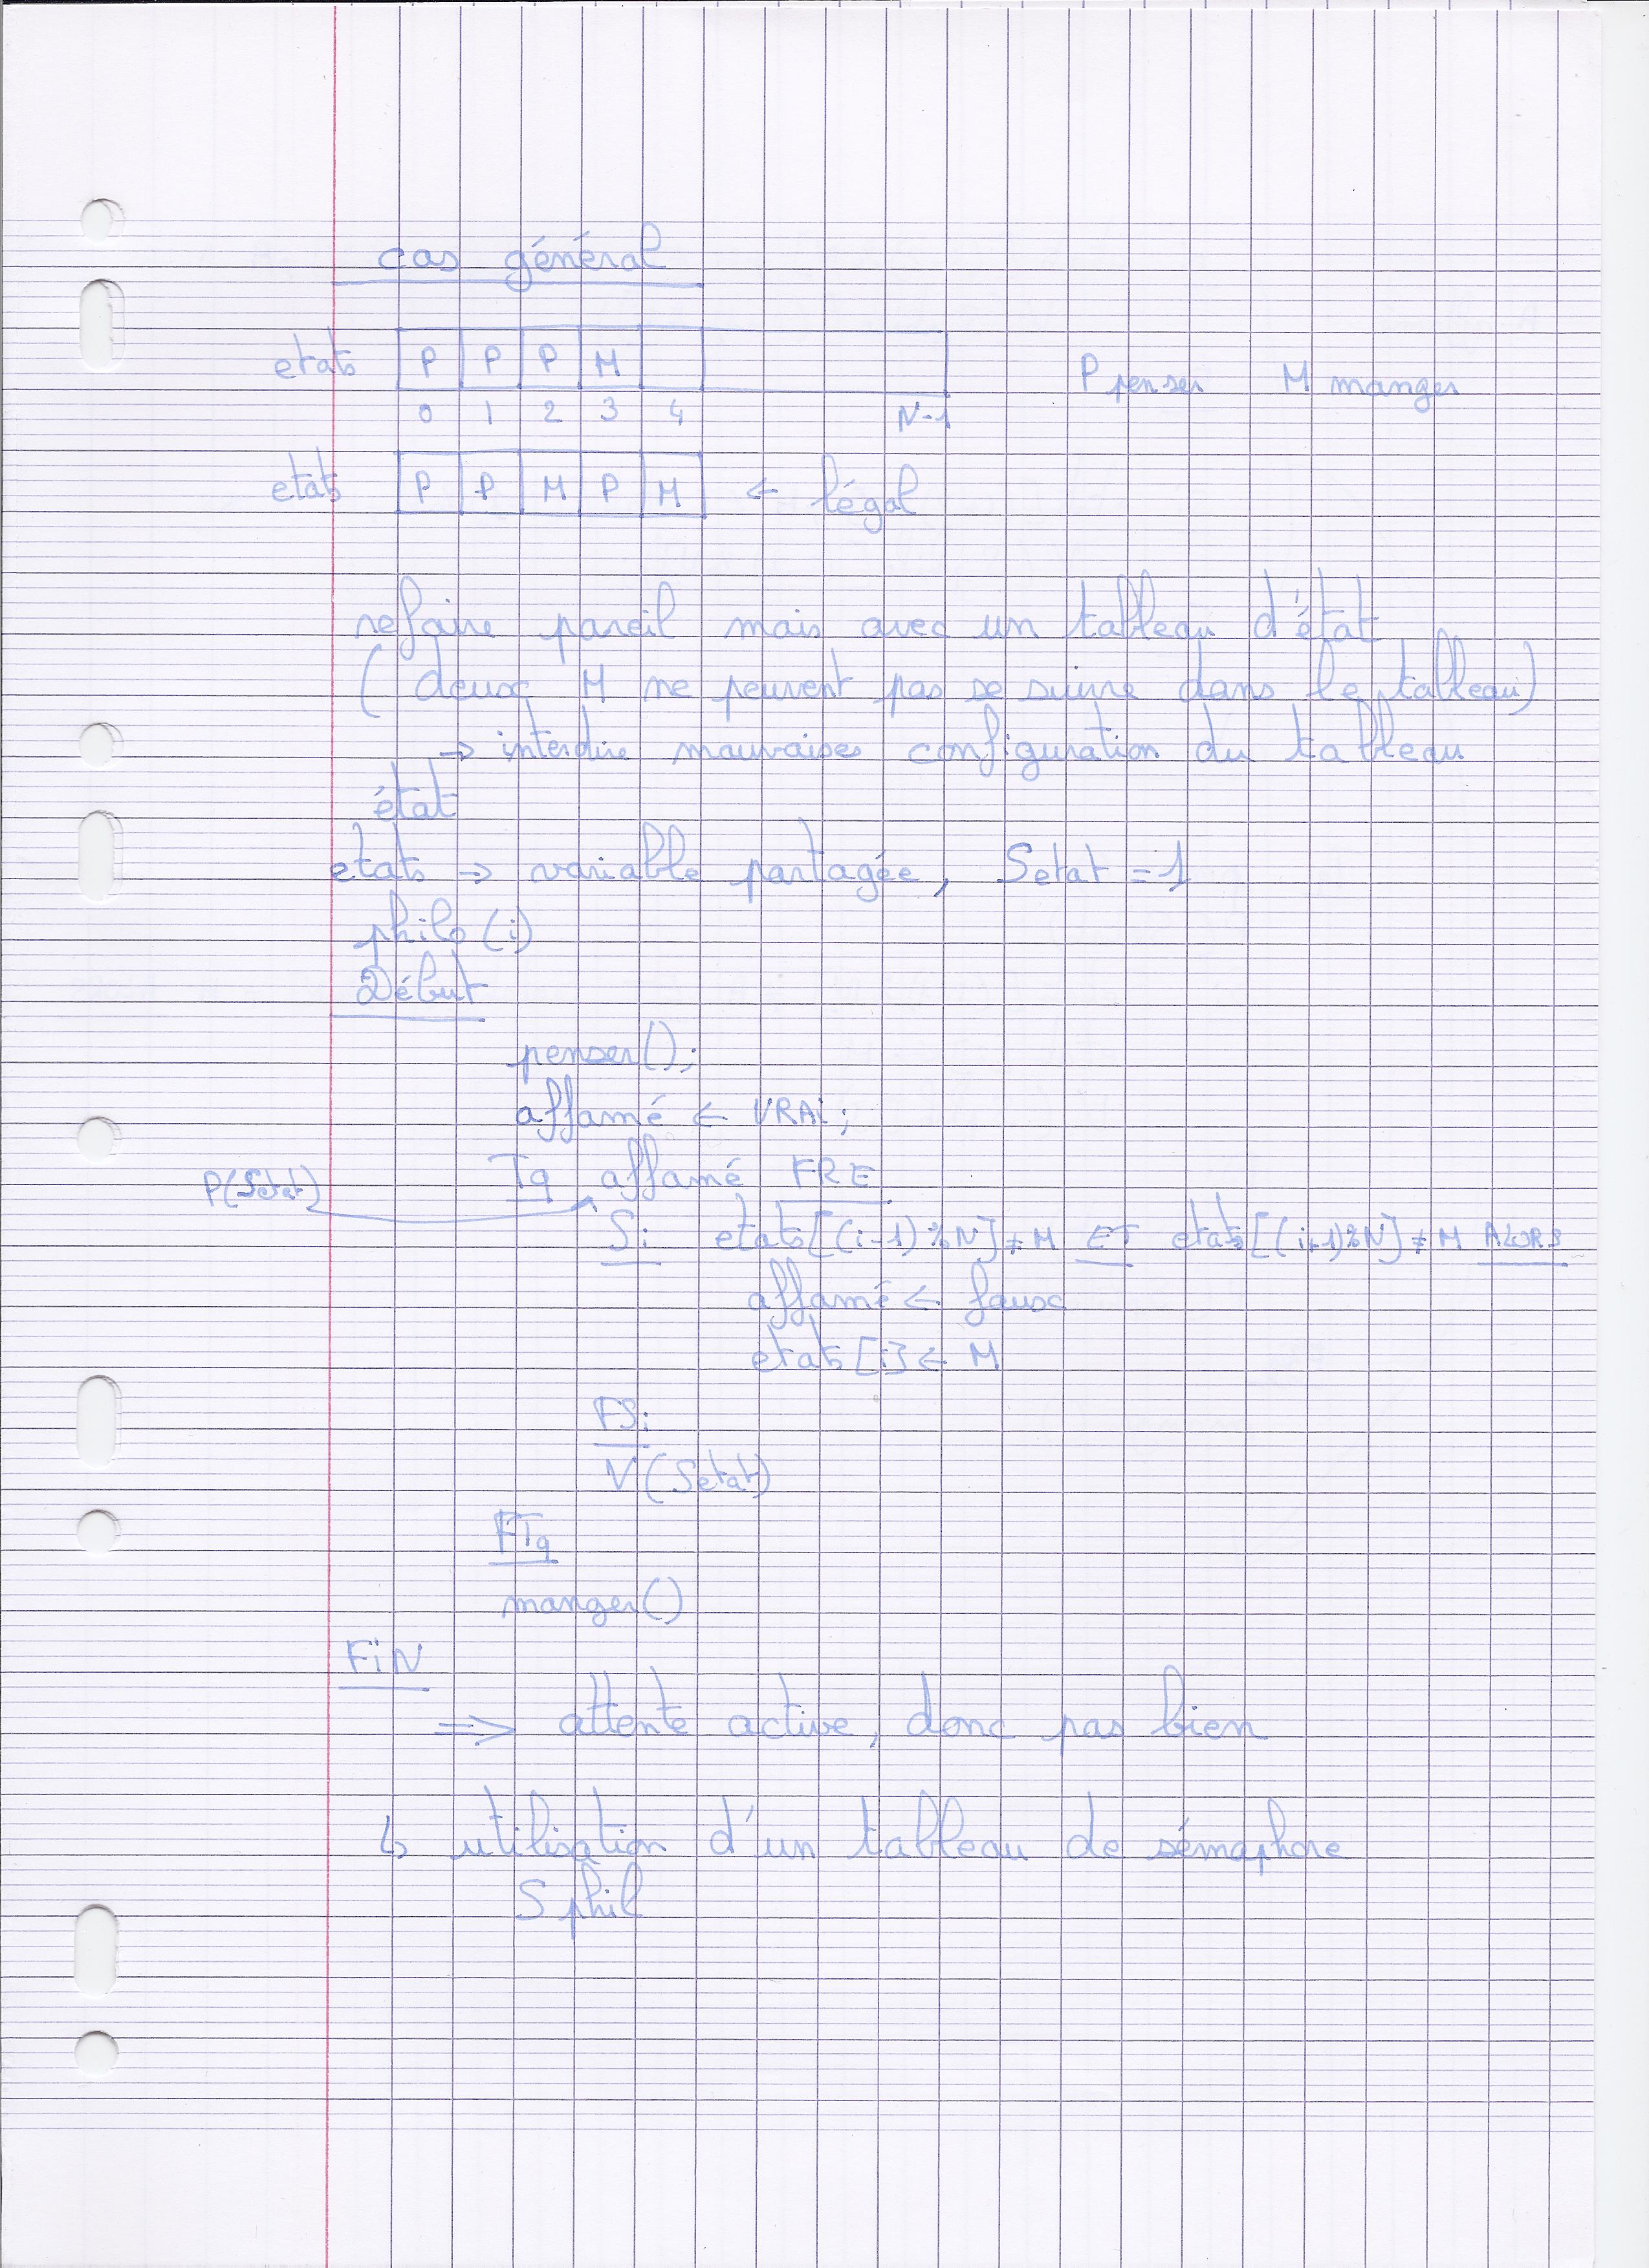 cas général
etats P P P M P penser M manger
0 1 2 3 4 N-1
etats P P M P M ← légal
refaire pareil mais avec un tableau d'état
( deux M ne peuvent pas se suivre dans le tableau)
→ interdire mauvaises configuration du tableau
état
etats → variable partagée, Setat = 1
philo (i)
Début
penser();
affamé ← VRAi;
Tq affamé FRE
P(Setat)
Si etats[(i-1)%N] ≠ M ET etats[(i+1)%N] ≠ M ALORS
affamé ← faux
etats [i] ← M
FSi
V(Setat)
FTq
manger()
FiN
=> attente active, donc pas bien
↳ utilisation d'un tableau de sémaphore
Sphil